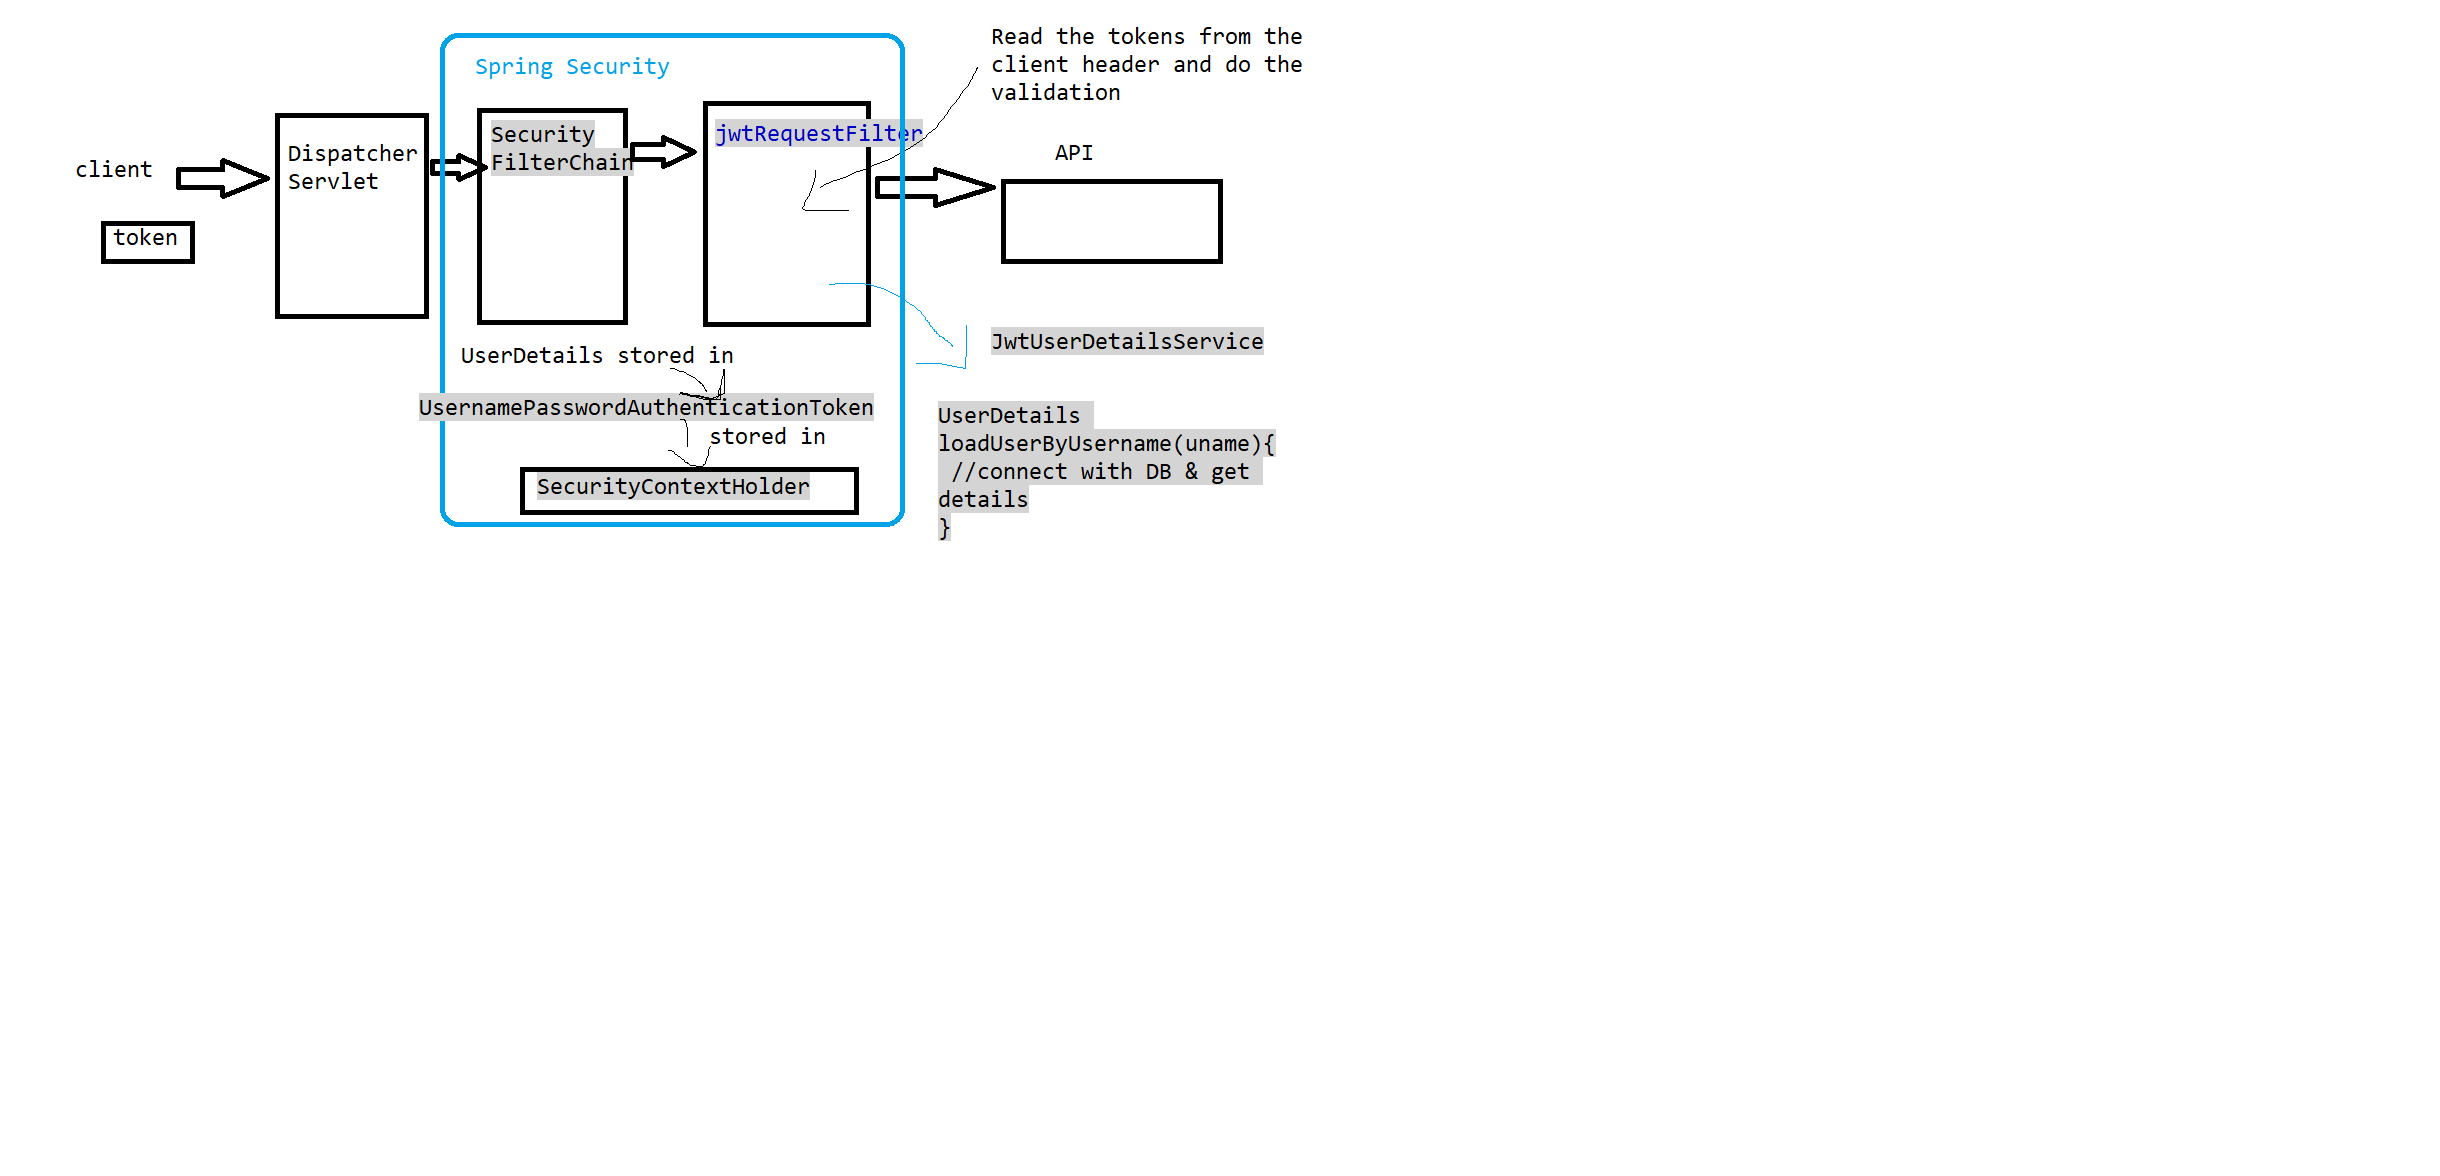 Read the tokens from the
client header and do the
validation
Spring Security
client
token
Dispatcher
Servlet
Security
FilterChain
jwtRequestFilter
API
UserDetails stored in
UsernamePasswordAuthenticationToken
stored in
SecurityContextHolder
JwtUserDetailsService
UserDetails
loadUserByUsername(uname){
//connect with DB & get
details
}